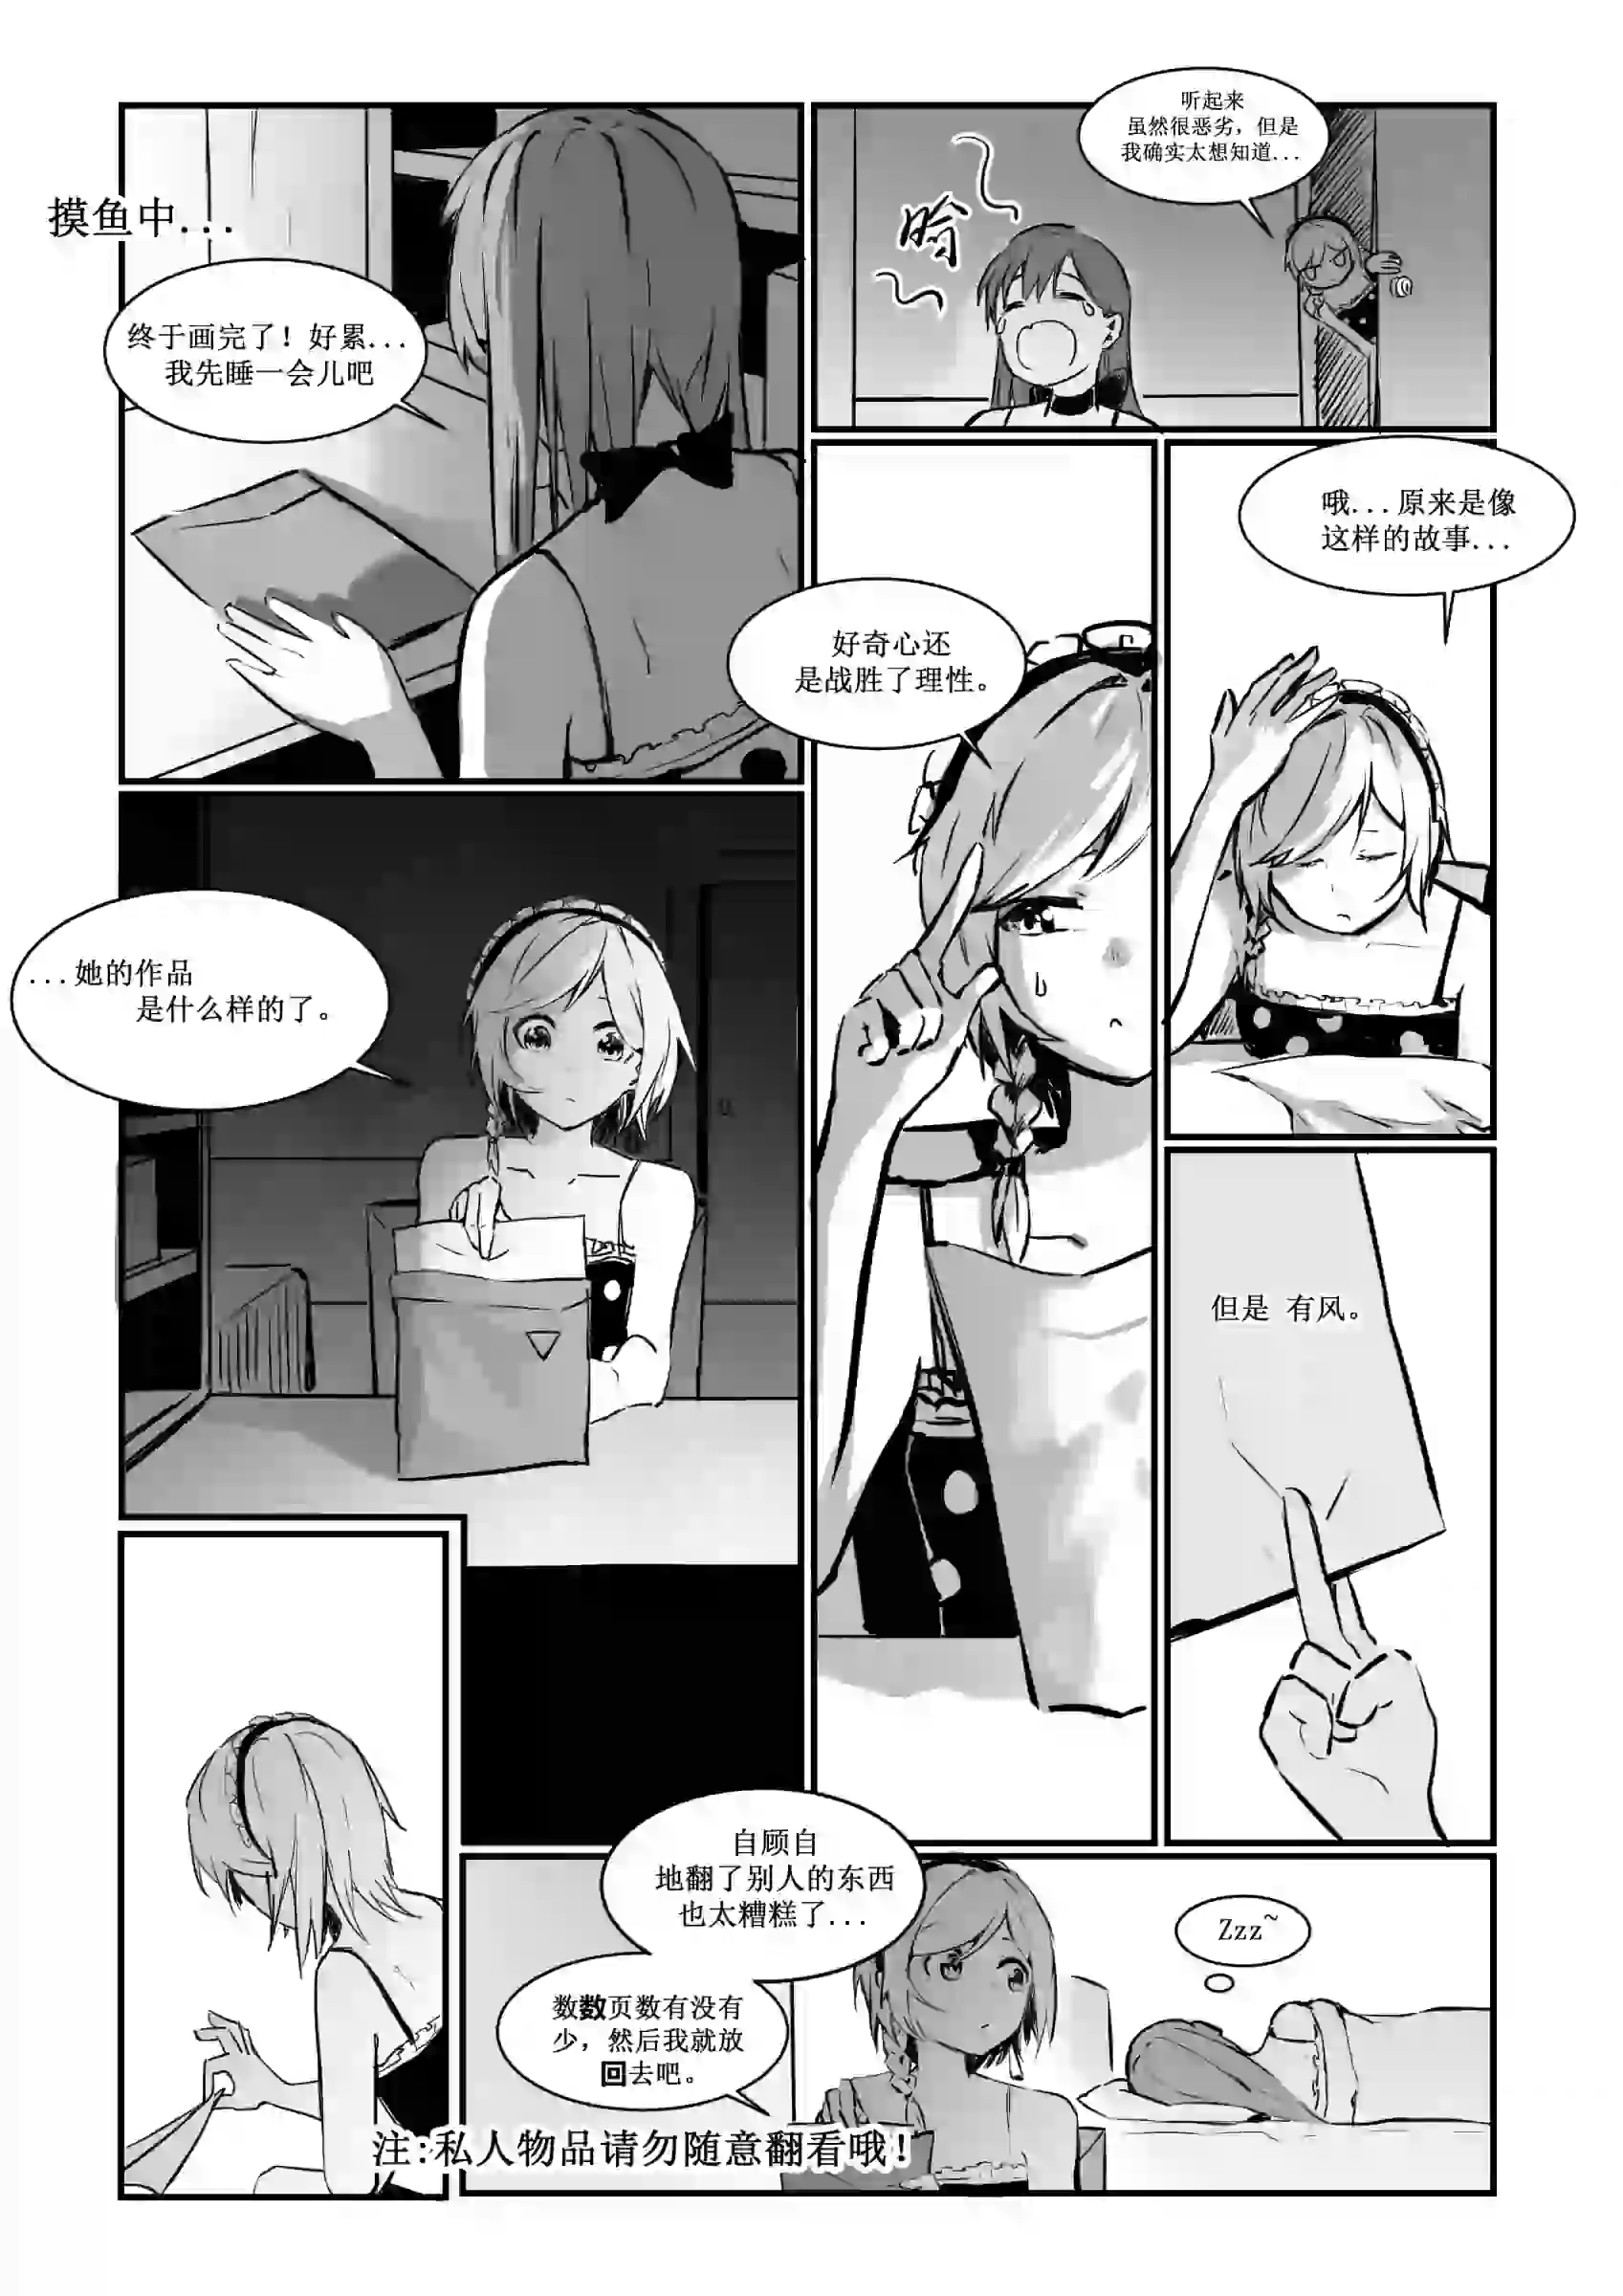 摸鱼中...
终于画完了！好累...
我先睡一会儿吧
哈
听起来
虽然很恶劣，但是
我确实太想知道...
...她的作品
是什么样的了。
好奇心还
是战胜了理性。
哦...原来是像
这样的故事...
但是 有风。
自顾自
地翻了别人的东西
也太糟糕了...
数数页数有没有
少，然后我就放
回去吧。
Zzz~
注:私人物品请勿随意翻看哦！